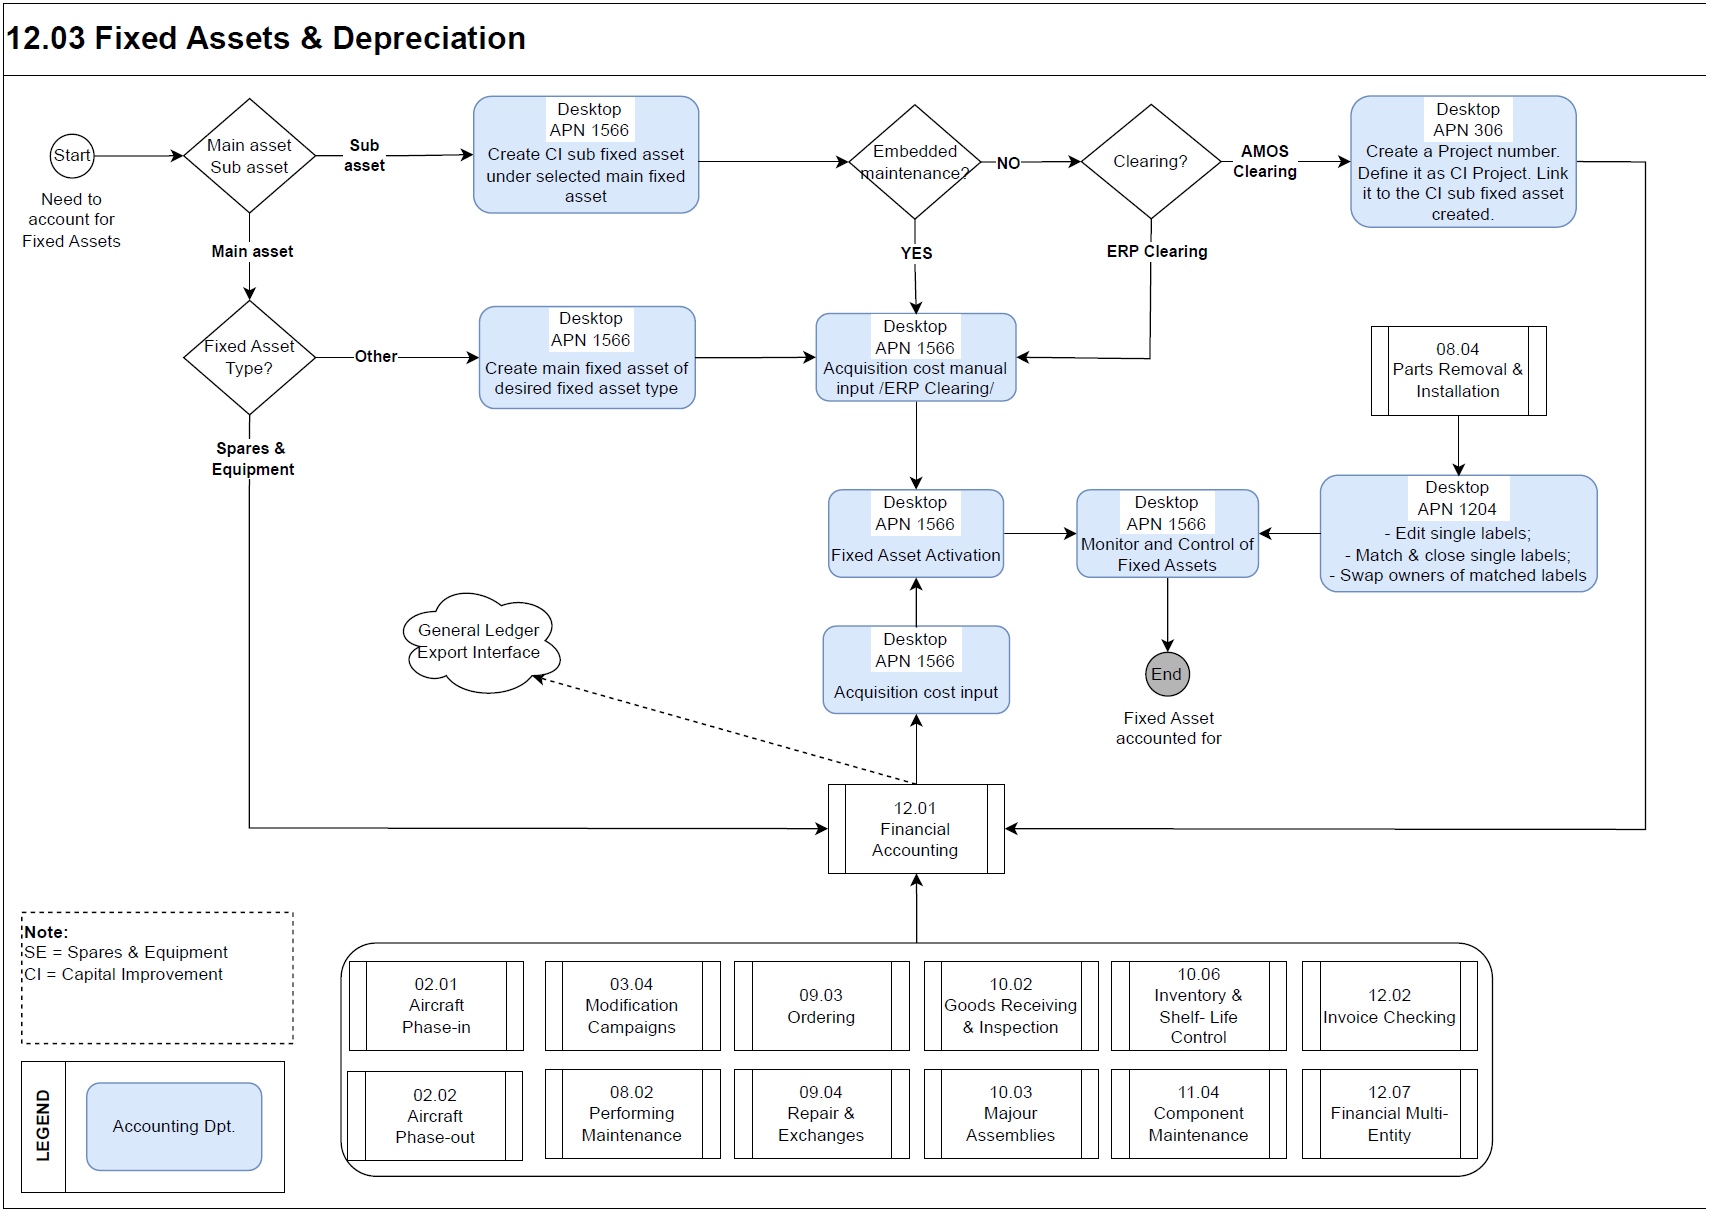 12.03 Fixed Assets & Depreciation
Start
Need to
account for
Fixed Assets
Main asset
Sub asset
Sub
asset
Desktop
APN 1566
Create CI sub fixed asset
under selected main fixed
asset
Embedded
maintenance?
NO
Clearing?
AMOS
Clearing
Desktop
APN 306
Create a Project number.
Define it as CI Project. Link
it to the CI sub fixed asset
created.
Main asset
YES
ERP Clearing
Fixed Asset
Type?
Other
Desktop
APN 1566
Create main fixed asset of
desired fixed asset type
Desktop
APN 1566
Acquisition cost manual
input /ERP Clearing/
08.04
Parts Removal &
Installation
Spares &
Equipment
Desktop
APN 1566
Fixed Asset Activation
Desktop
APN 1566
Monitor and Control of
Fixed Assets
Desktop
APN 1204
- Edit single labels;
- Match & close single labels;
- Swap owners of matched labels
General Ledger
Export Interface
Desktop
APN 1566
Acquisition cost input
End
Fixed Asset
accounted for
12.01
Financial
Accounting
Note:
SE = Spares & Equipment
CI = Capital Improvement
LEGEND
Accounting Dpt.
02.01
Aircraft
Phase-in
03.04
Modification
Campaigns
09.03
Ordering
10.02
Goods Receiving
& Inspection
10.06
Inventory &
Shelf- Life
Control
12.02
Invoice Checking
02.02
Aircraft
Phase-out
08.02
Performing
Maintenance
09.04
Repair &
Exchanges
10.03
Majour
Assemblies
11.04
Component
Maintenance
12.07
Financial Multi-
Entity